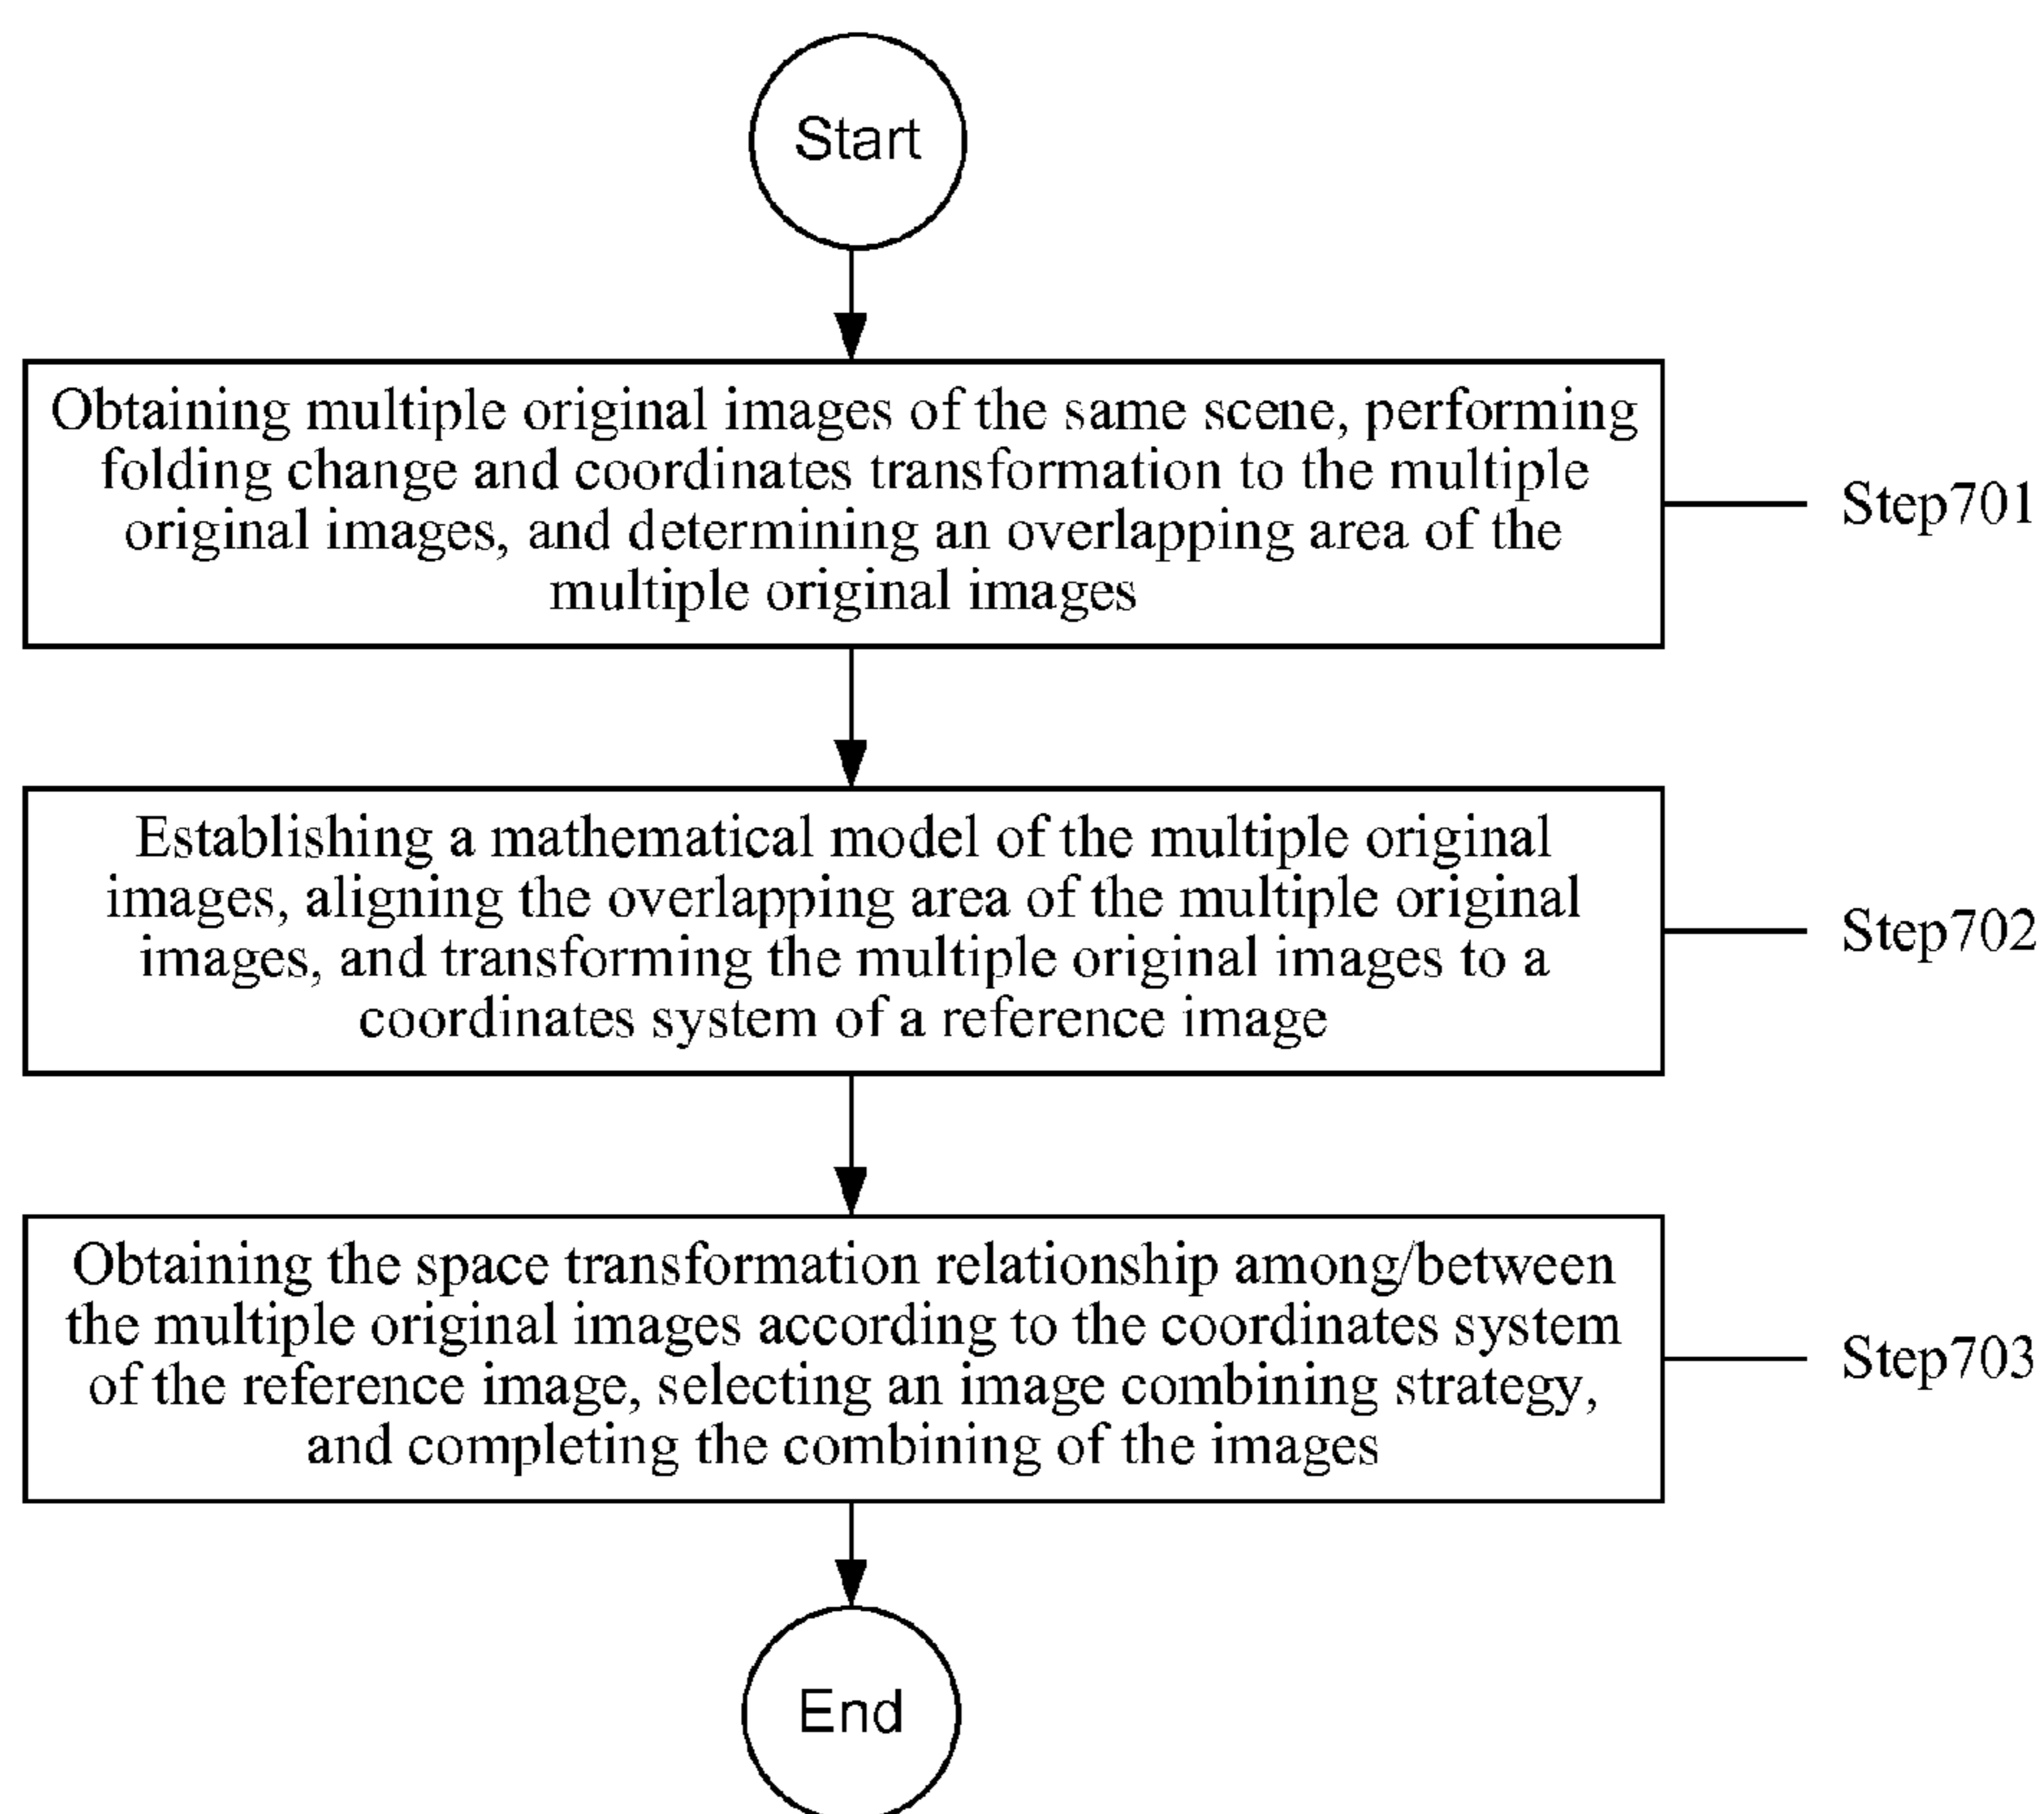 Start
Obtaining multiple original images of the same scene, performing
folding change and coordinates transformation to the multiple
original images, and determining an overlapping area of the
multiple original images
Step701
Establishing a mathematical model of the multiple original
images, aligning the overlapping area of the multiple original
images, and transforming the multiple original images to a
coordinates system of a reference image
Step702
Obtaining the space transformation relationship among/between
the multiple original images according to the coordinates system
of the reference image, selecting an image combining strategy,
and completing the combining of the images
Step703
End